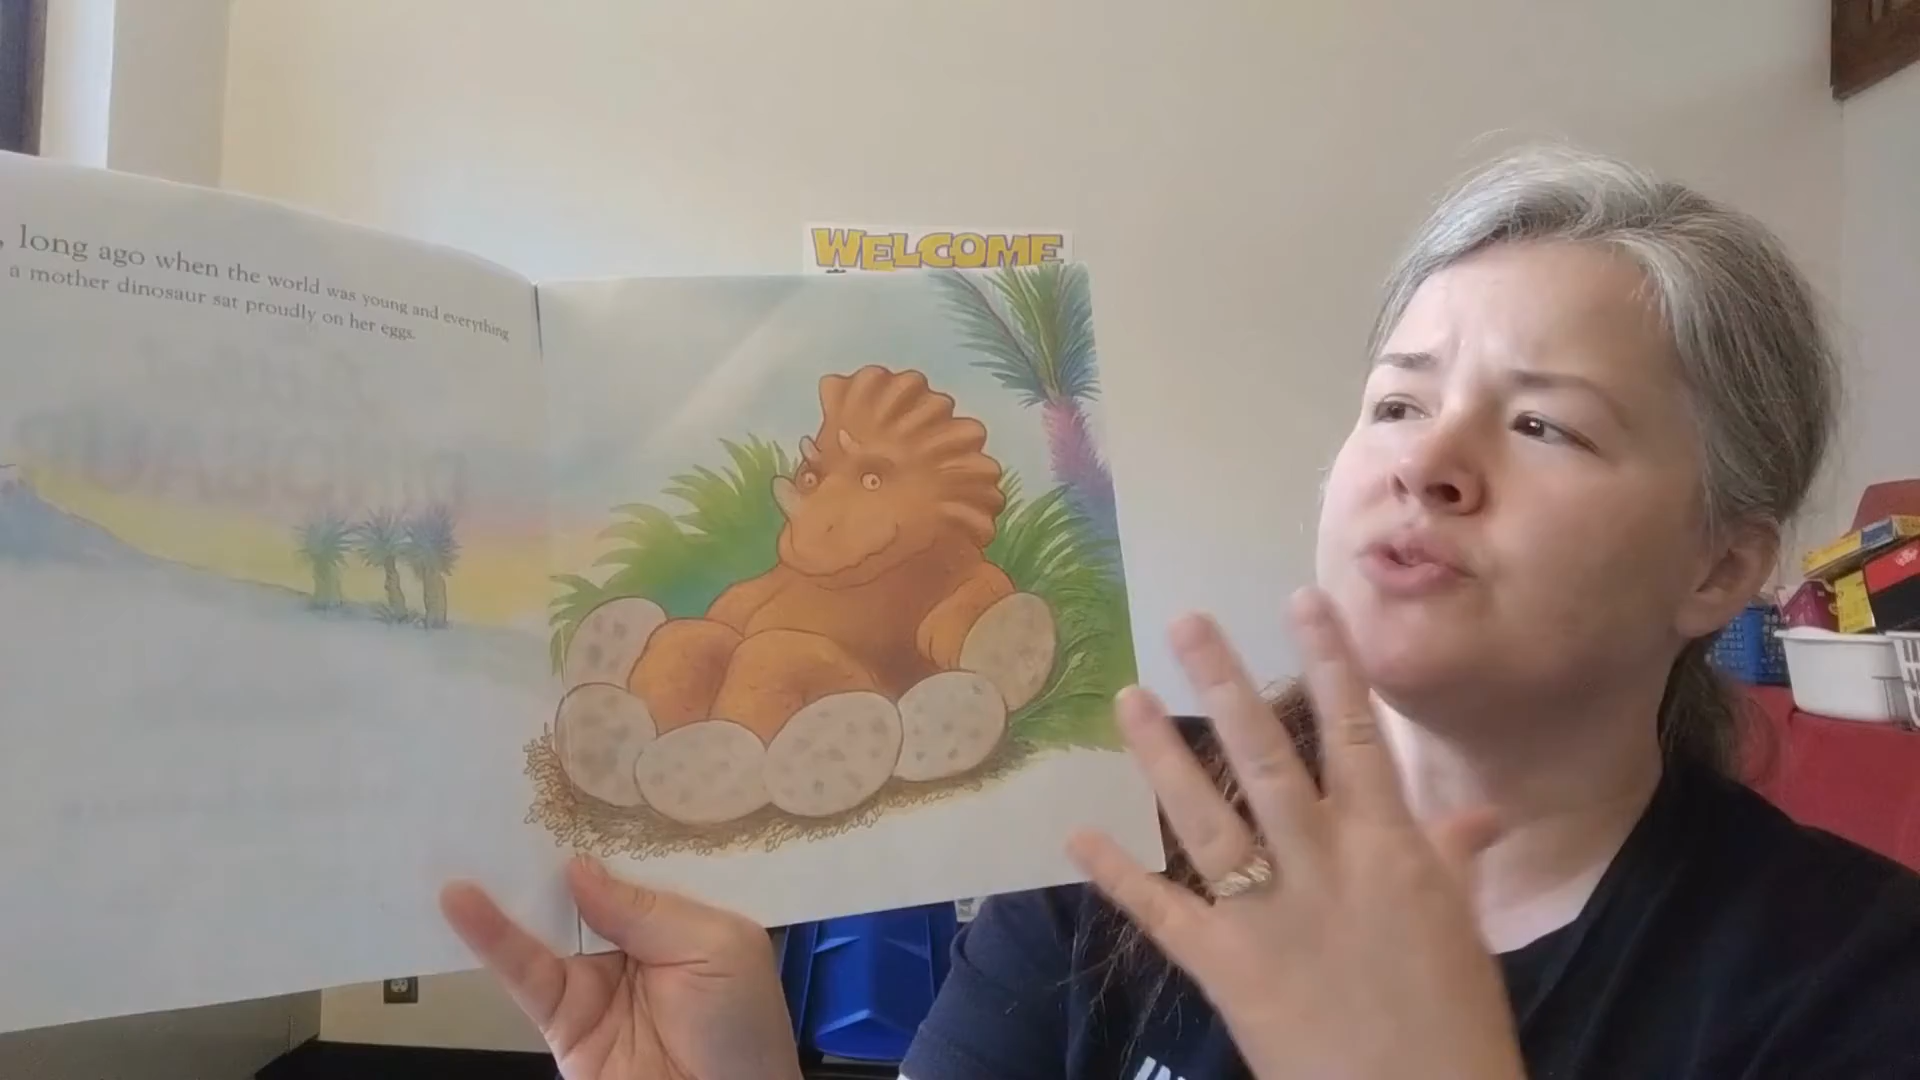 , long ago when the world was young and everything
a mother dinosaur sat proudly on her eggs.
WELCOME